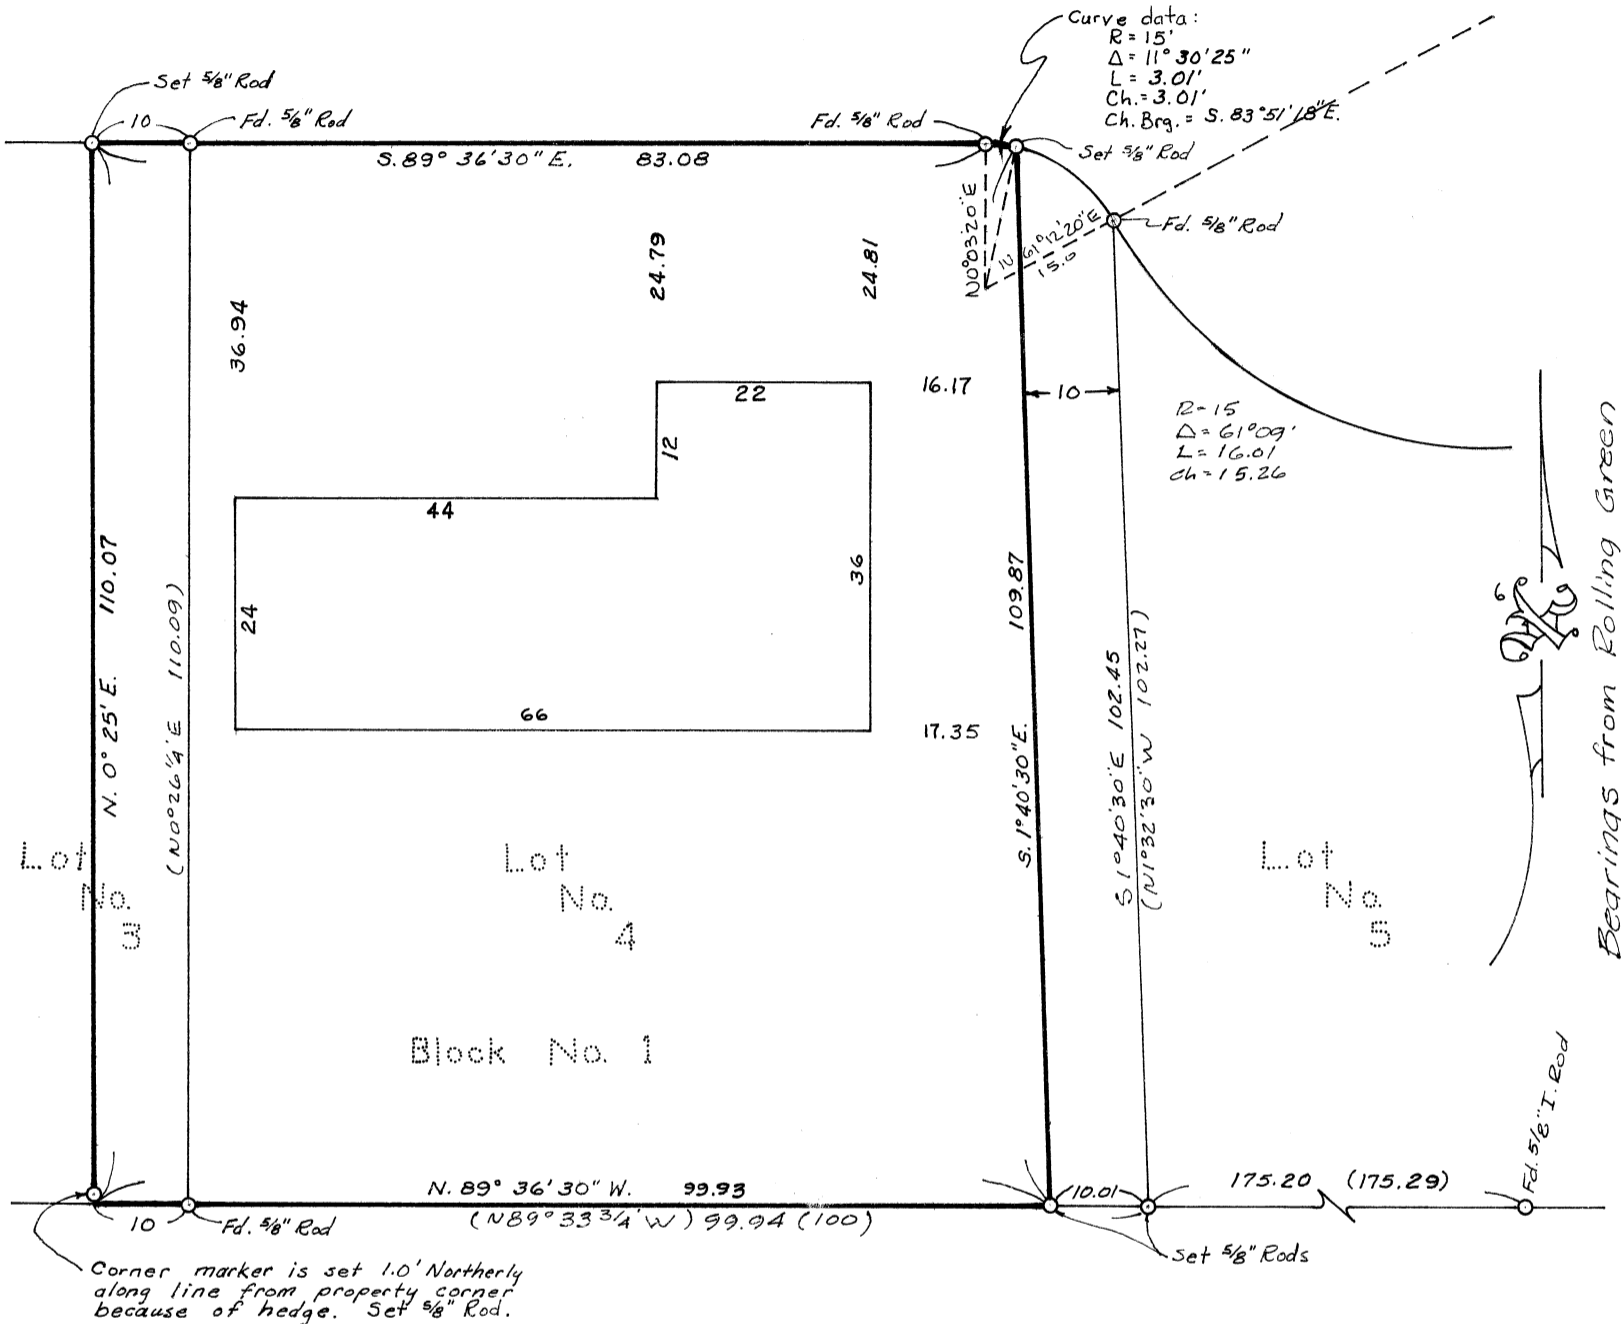 Curve data:
R = 15'
Δ = 11° 30' 25"
L = 3.01'
Ch. = 3.01'
Ch. Brg. = S. 83° 51' 18" E.
Set 5/8" Rod
10
Fd. 5/8" Rod
Fd. 5/8" Rod
Set 5/8" Rod
S. 89° 36' 30" E. 83.08
N0°03'20"E
N 61°12'20"E
15.0
Fd. 5/8" Rod
36.94
24.79
24.81
22
16.17
10
12
R=15
Δ=61°09'
L=16.01
ch=15.26
44
24
36
66
17.35
N. 0° 25' E. 110.07
(N0°26¼'E 110.09)
S. 1° 40' 30" E. 109.87
S 1°40'30"E 102.45
(N1°32'30"W 102.27)
Bearings from Rolling Green
Lot
No.
3
Lot
No.
4
Lot
No.
5
Block No. 1
Fd. 5/8" I. Rod
N. 89° 36' 30" W. 99.93
(N89°33 3/4'W) 99.94 (100)
10.01
175.20 (175.29)
10
Fd. 5/8" Rod
Set 5/8" Rods
Corner marker is set 1.0' Northerly
along line from property corner
because of hedge. Set 5/8" Rod.